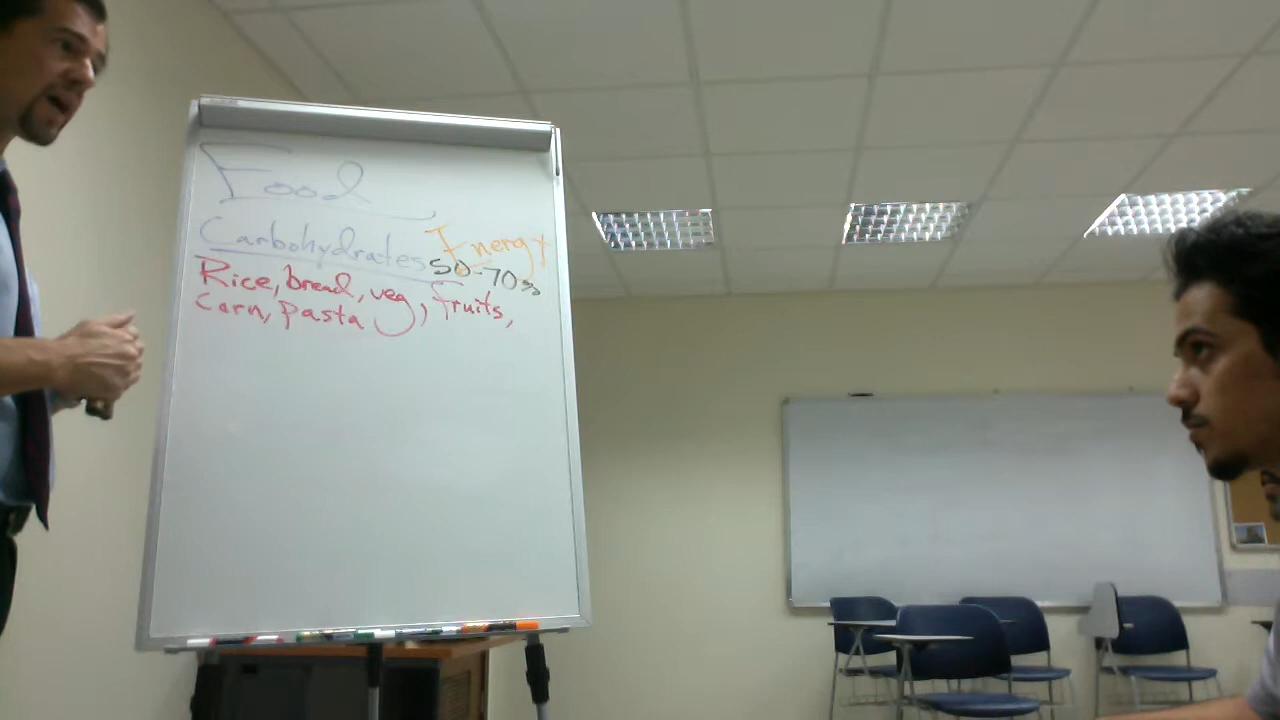 Food
Carbohydrates Energy
50-70%
Rice, bread, veg, fruits,
Corn, Pasta